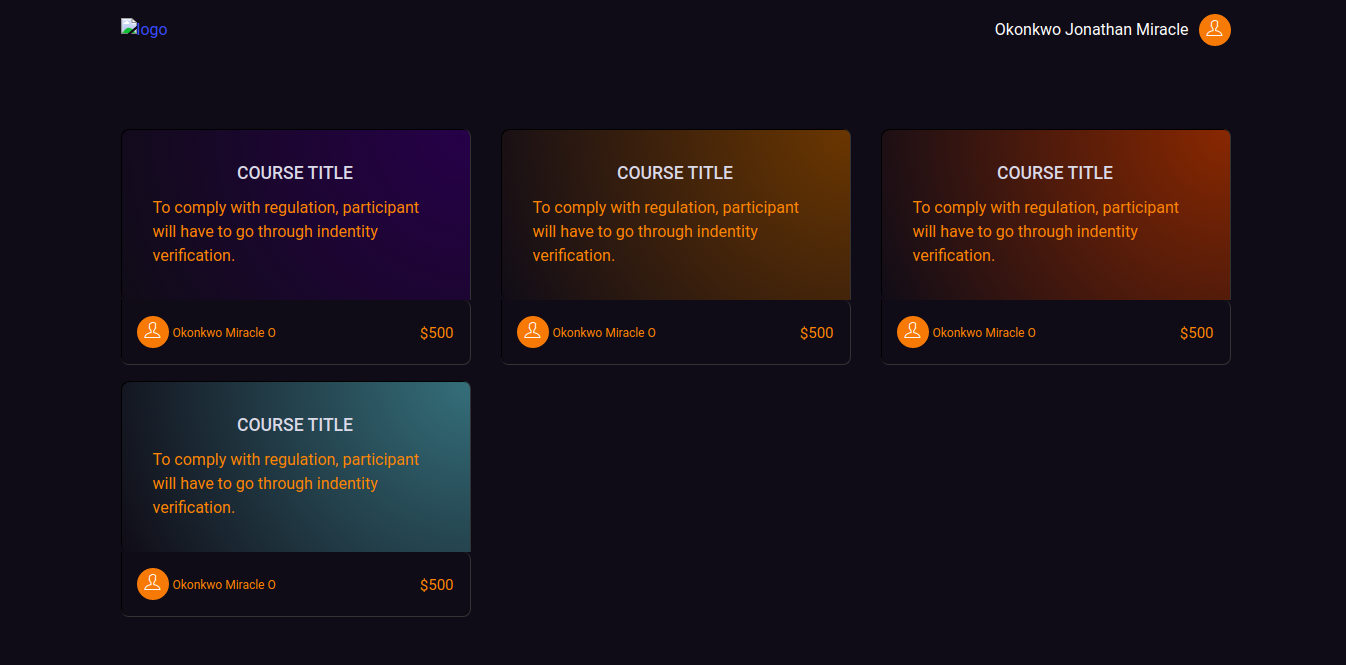 logo
Okonkwo Jonathan Miracle
COURSE TITLE
To comply with regulation, participant
will have to go through indentity
verification.
Okonkwo Miracle O
$500
COURSE TITLE
To comply with regulation, participant
will have to go through indentity
verification.
Okonkwo Miracle O
$500
COURSE TITLE
To comply with regulation, participant
will have to go through indentity
verification.
Okonkwo Miracle O
$500
COURSE TITLE
To comply with regulation, participant
will have to go through indentity
verification.
Okonkwo Miracle O
$500